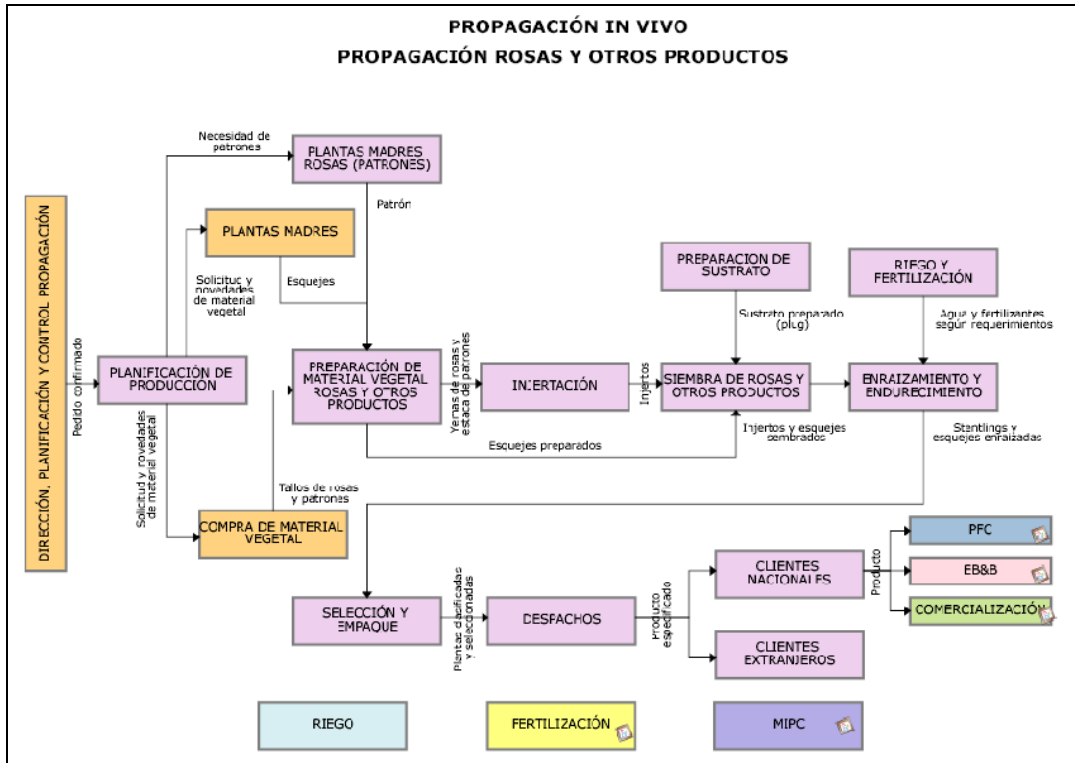 PROPAGACIÓN IN VIVO
PROPAGACIÓN ROSAS Y OTROS PRODUCTOS
Necesidad de
patrones
PLANTAS MADRES
ROSAS (PATRONES)
Patrón
PLANTAS MADRES
Esquejes
Solicitud y
novedades
de material
vegetal
PREPARACION DE
SUSTRATO
RIEGO Y
FERTILIZACIÓN
Sustrato preparado
(plug)
Agua y fertilizantes
según requerimientos
DIRECCIÓN, PLANIFICACIÓN Y CONTROL PROPAGACIÓN
Pedido confirmado
PLANIFICACIÓN DE
PRODUCCIÓN
PREPARACIÓN DE
MATERIAL VEGETAL
ROSAS Y OTROS
PRODUCTOS
Yemas de rosas y
estaca de patrones
INJERTACIÓN
Injertos
SIEMBRA DE ROSAS Y
OTROS PRODUCTOS
ENRAIZAMIENTO Y
ENDURECIMIENTO
Esquejes preparados
Injertos y esquejes
sembrados
Stentlings y
esquejes enraizadas
Solicitud y novedades
de material vegetal
Tallos de rosas
y patrones
COMPRA DE MATERIAL
VEGETAL
SELECCIÓN Y
EMPAQUE
Plantas clasificadas
y seleccionadas
DESPACHOS
Producto
especificado
CLIENTES
NACIONALES
Producto
PFC
EB&B
COMERCIALIZACIÓN
CLIENTES
EXTRANJEROS
RIEGO
FERTILIZACIÓN
MIPC